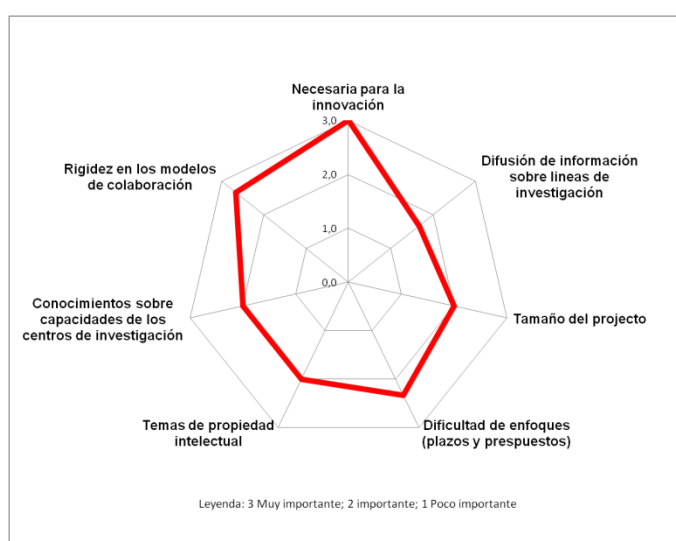 Necesaria para la
innovación
3,0
2,0
1,0
0,0
Difusión de información
sobre lineas de
investigación
Tamaño del projecto
Dificultad de enfoques
(plazos y prespuestos)
Temas de propiedad
intelectual
Conocimientos sobre
capacidades de los
centros de investigación
Rigidez en los modelos
de colaboración
Leyenda: 3 Muy importante; 2 importante; 1 Poco importante